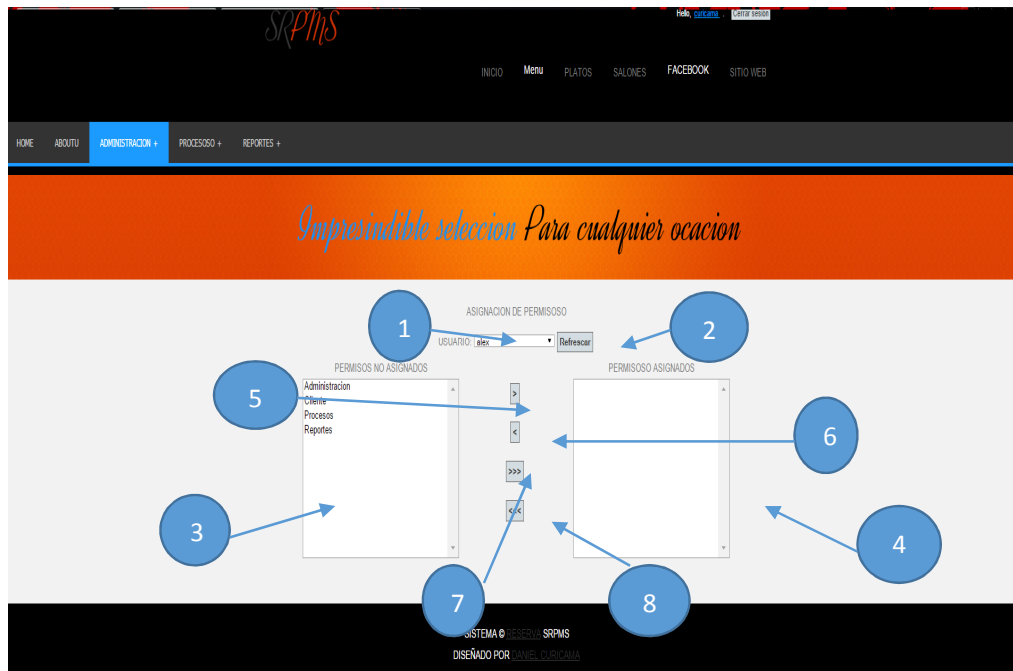 Hello, curicama . Cerrar sesion
SRPMS
INICIO Menu PLATOS SALONES FACEBOOK SITIO WEB
HOME ABOUTU ADMINISTRACION + PROCESOSO + REPORTES +
Impresindible seleccion Para cualquier ocacion
ASIGNACION DE PERMISOSO
1
2
USUARIO: alex Refrescar
PERMISOS NO ASIGNADOS
PERMISOSO ASIGNADOS
5
Administracion
Cliente
Procesos
Reportes
>
<
>>>
<<<
6
3
4
7
8
SISTEMA © RESERVA SRPMS
DISEÑADO POR DANIEL CURICAMA